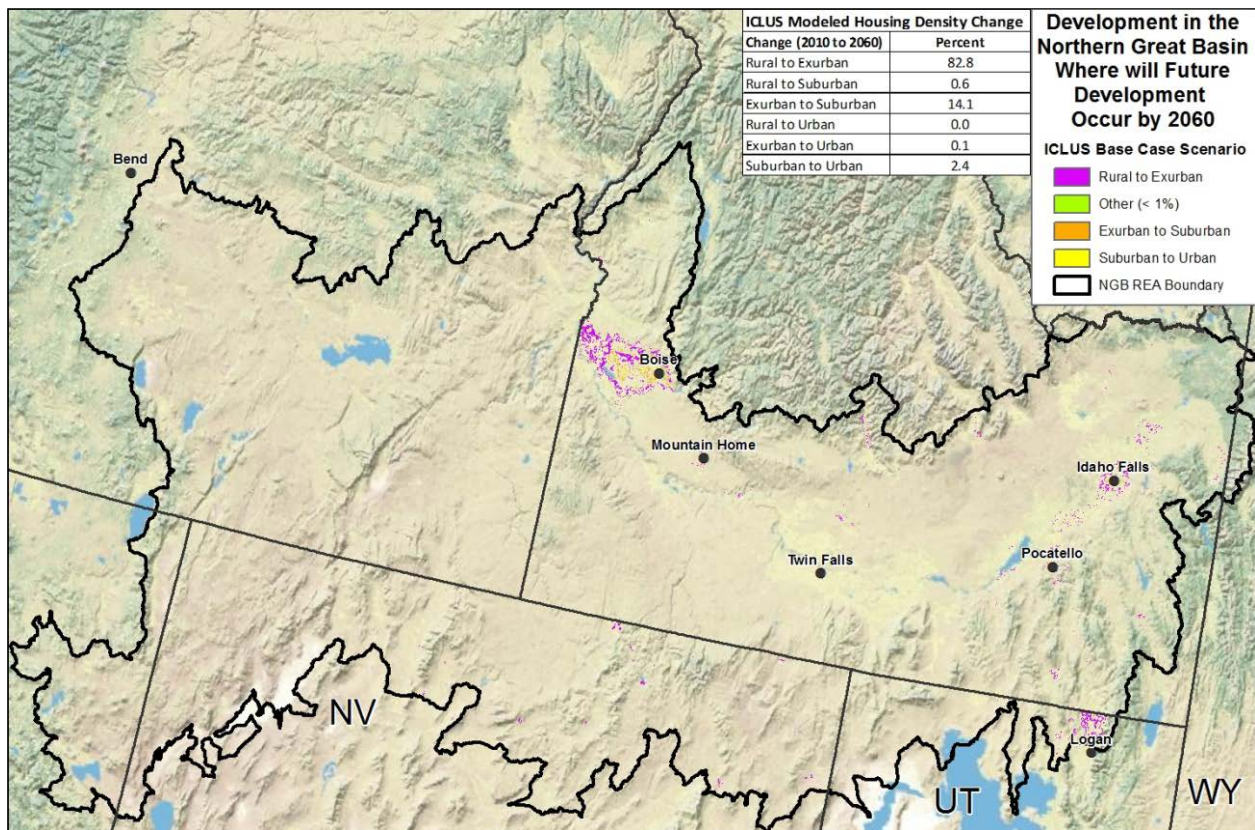 ICLUS Modeled Housing Density Change
Change (2010 to 2060) Percent
Rural to Exurban 82.8
Rural to Suburban 0.6
Exurban to Suburban 14.1
Rural to Urban 0.0
Exurban to Urban 0.1
Suburban to Urban 2.4
Development in the
Northern Great Basin
Where will Future
Development
Occur by 2060
ICLUS Base Case Scenario
Rural to Exurban
Other (< 1%)
Exurban to Suburban
Suburban to Urban
NGB REA Boundary
Bend
Boise
Mountain Home
Idaho Falls
Twin Falls
Pocatello
NV
Logan
UT
WY